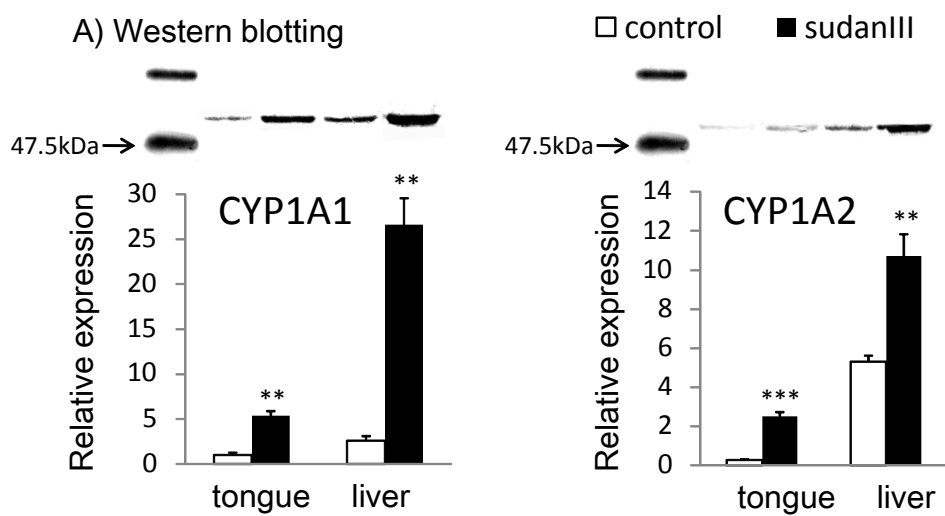 A) Western blotting
□ control ■ sudanIII
47.5kDa→
47.5kDa→
**
30
25
20
15
10
5
0
Relative expression
CYP1A1
**
tongue liver
14
12
10
8
6
4
2
0
Relative expression
CYP1A2
**
***
tongue liver